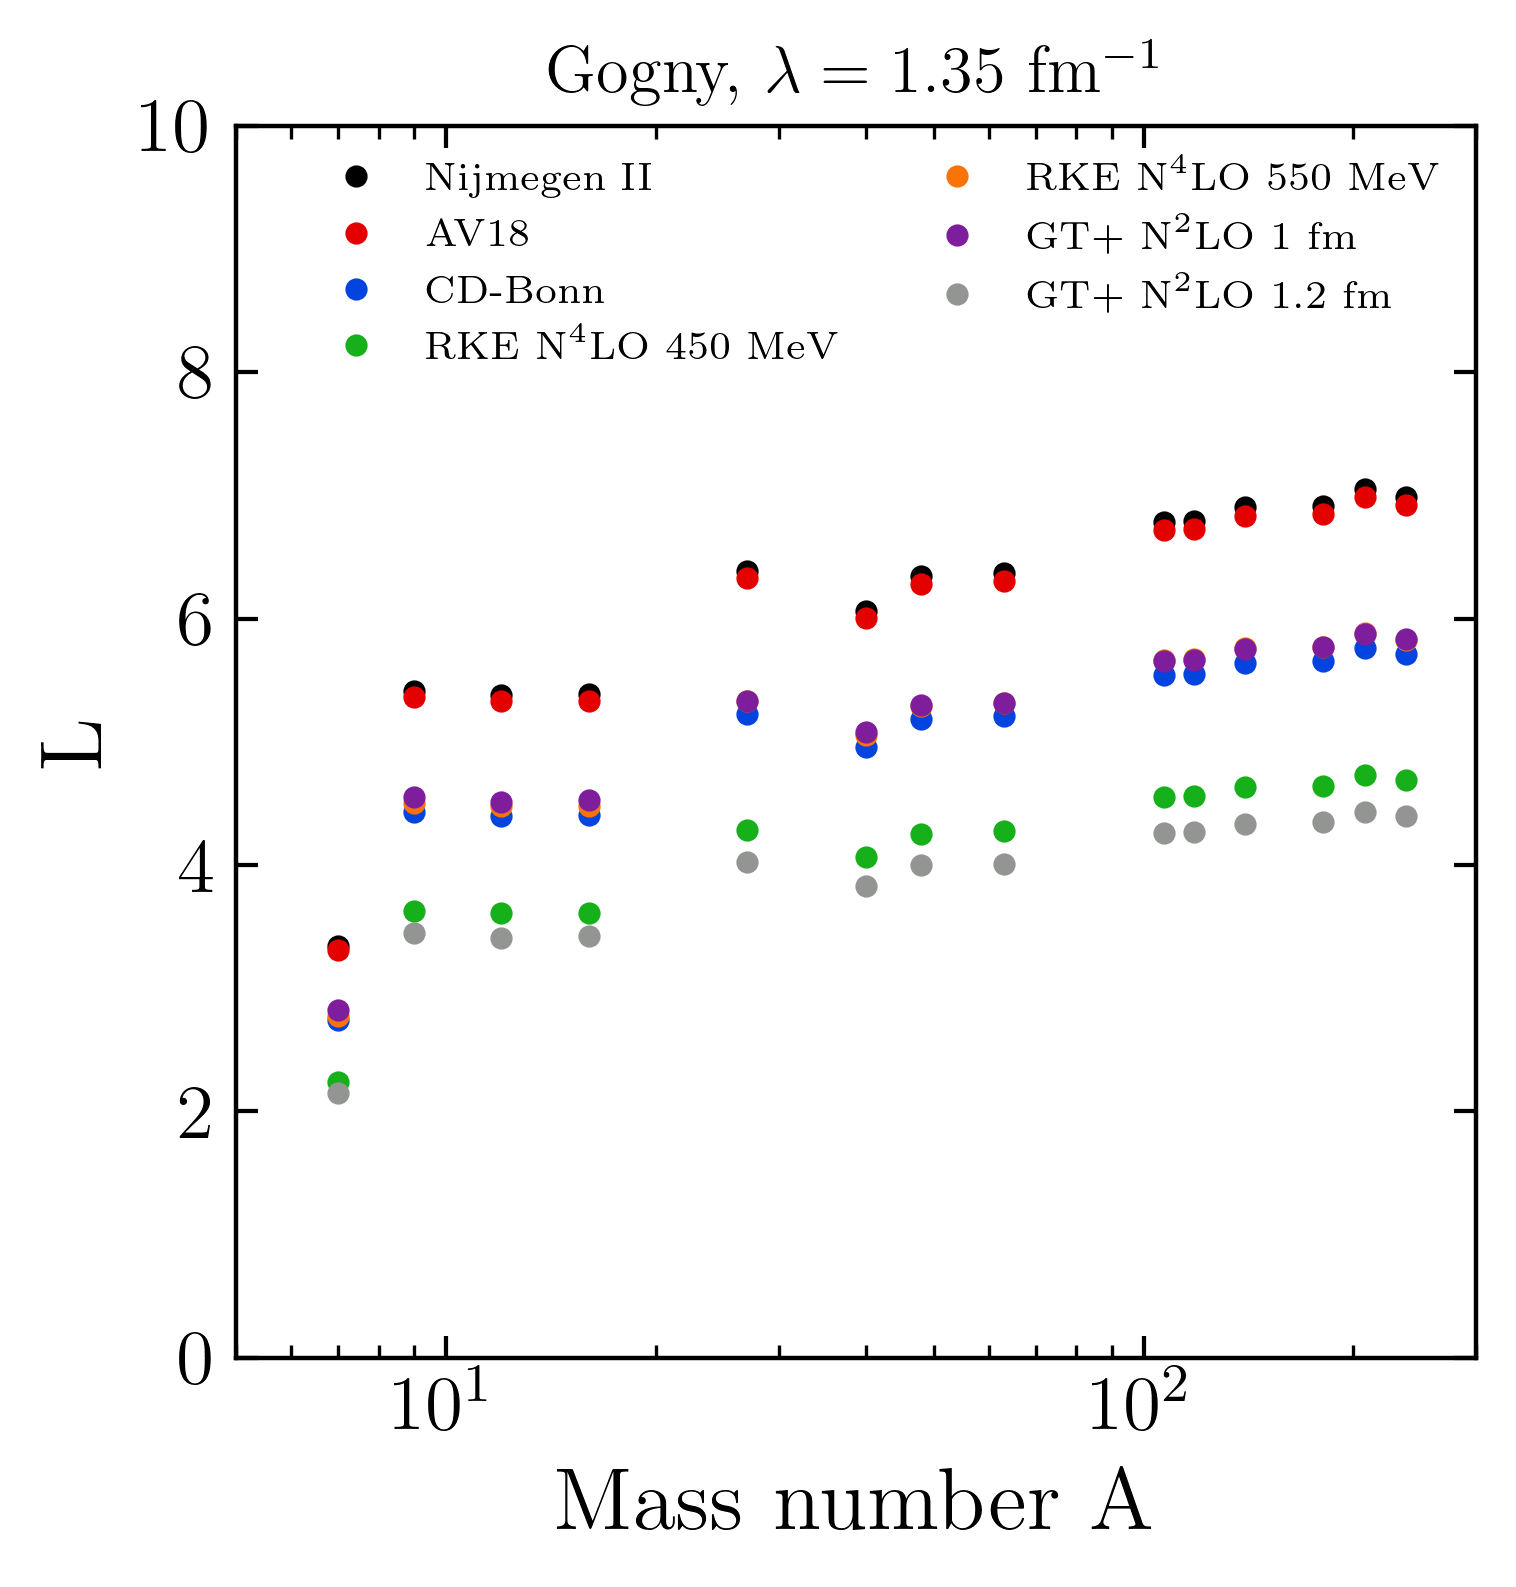 Gogny, λ = 1.35 fm⁻¹
10
8
6
4
2
0
L
Nijmegen II
AV18
CD-Bonn
RKE N⁴LO 450 MeV
RKE N⁴LO 550 MeV
GT+ N²LO 1 fm
GT+ N²LO 1.2 fm
10¹
10²
Mass number A